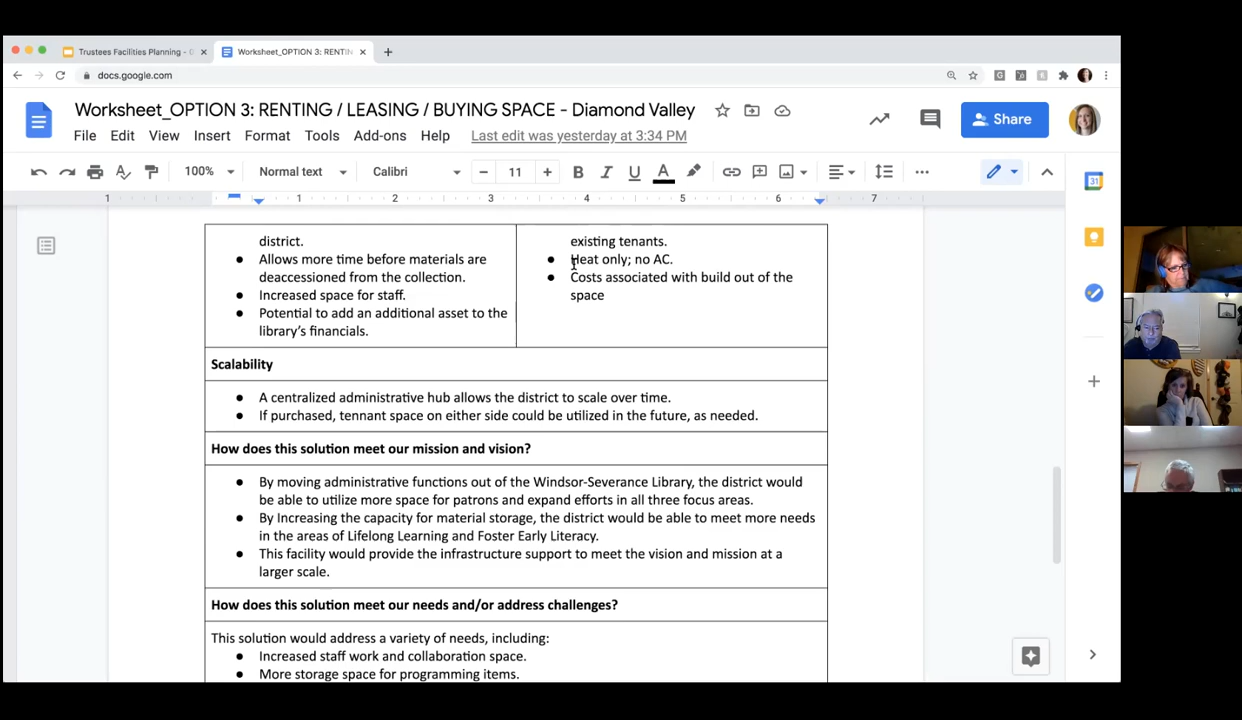 Trustees Facilities Planning -
Worksheet_OPTION 3: RENTIN
docs.google.com
Worksheet_OPTION 3: RENTING / LEASING / BUYING SPACE - Diamond Valley
Share
File Edit View Insert Format Tools Add-ons Help Last edit was yesterday at 3:34 PM
100% Normal text Calibri 11 B I U A
31
1 1 2 3 4 5 6 7
district.
● Allows more time before materials are
deaccessioned from the collection.
● Increased space for staff.
● Potential to add an additional asset to the
library's financials.
existing tenants.
● Heat only; no AC.
● Costs associated with build out of the
space
Scalability
● A centralized administrative hub allows the district to scale over time.
● If purchased, tennant space on either side could be utilized in the future, as needed.
How does this solution meet our mission and vision?
● By moving administrative functions out of the Windsor-Severance Library, the district would
be able to utilize more space for patrons and expand efforts in all three focus areas.
● By Increasing the capacity for material storage, the district would be able to meet more needs
in the areas of Lifelong Learning and Foster Early Literacy.
● This facility would provide the infrastructure support to meet the vision and mission at a
larger scale.
How does this solution meet our needs and/or address challenges?
This solution would address a variety of needs, including:
● Increased staff work and collaboration space.
● More storage space for programming items.